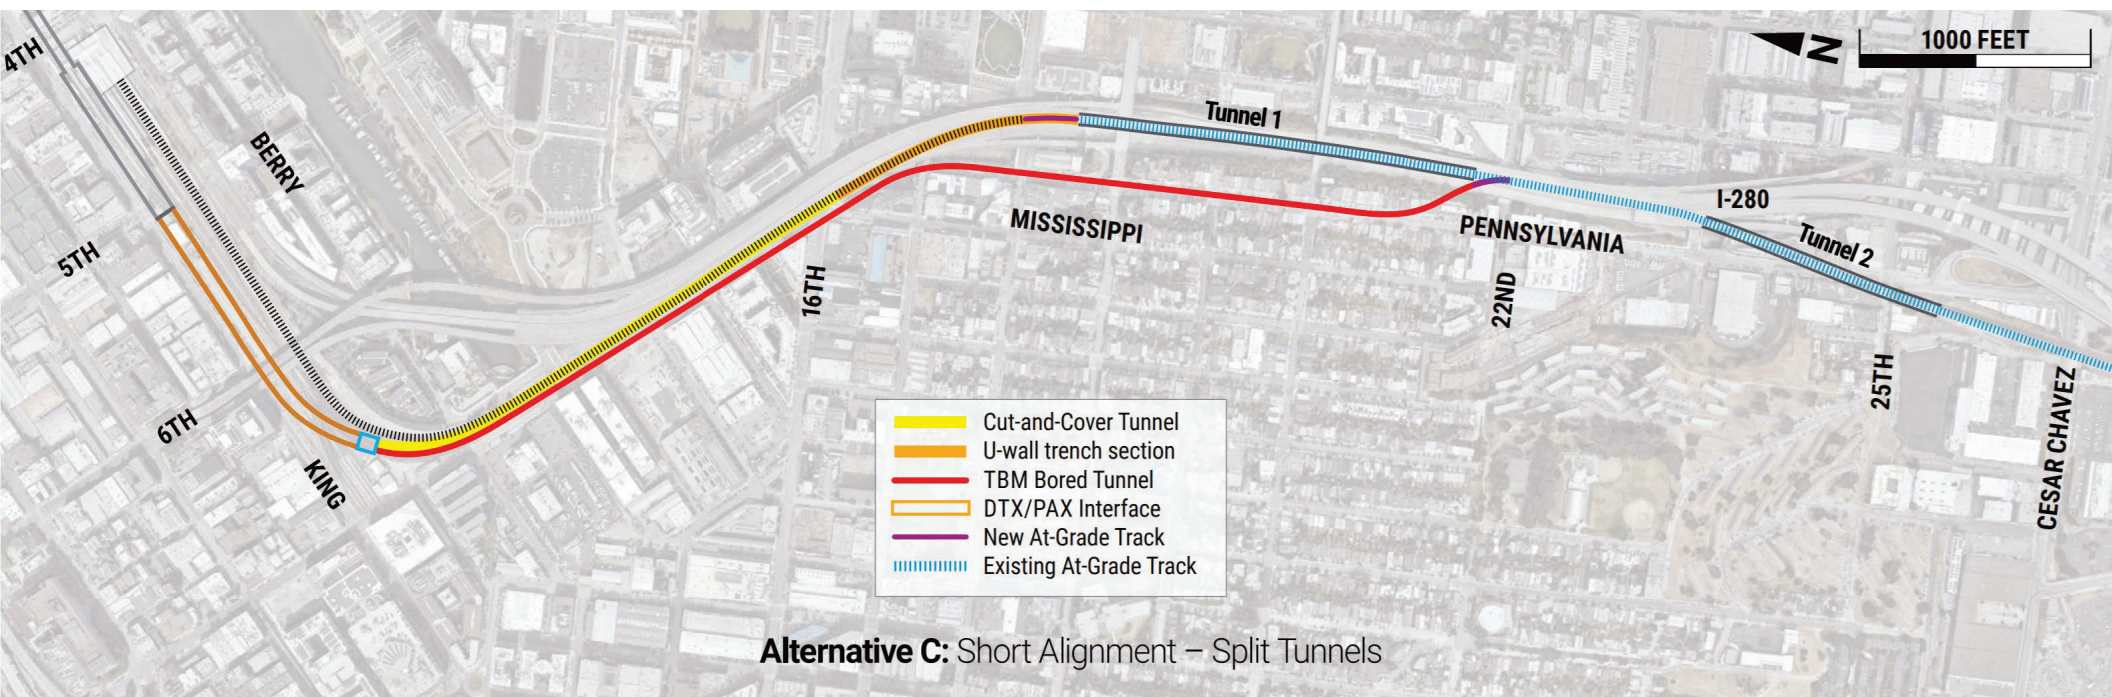 4TH
N
1000 FEET
BERRY
Tunnel 1
5TH
MISSISSIPPI
PENNSYLVANIA
I-280
Tunnel 2
16TH
22ND
6TH
KING
25TH
CESAR CHAVEZ
Cut-and-Cover Tunnel
U-wall trench section
TBM Bored Tunnel
DTX/PAX Interface
New At-Grade Track
Existing At-Grade Track
Alternative C: Short Alignment – Split Tunnels